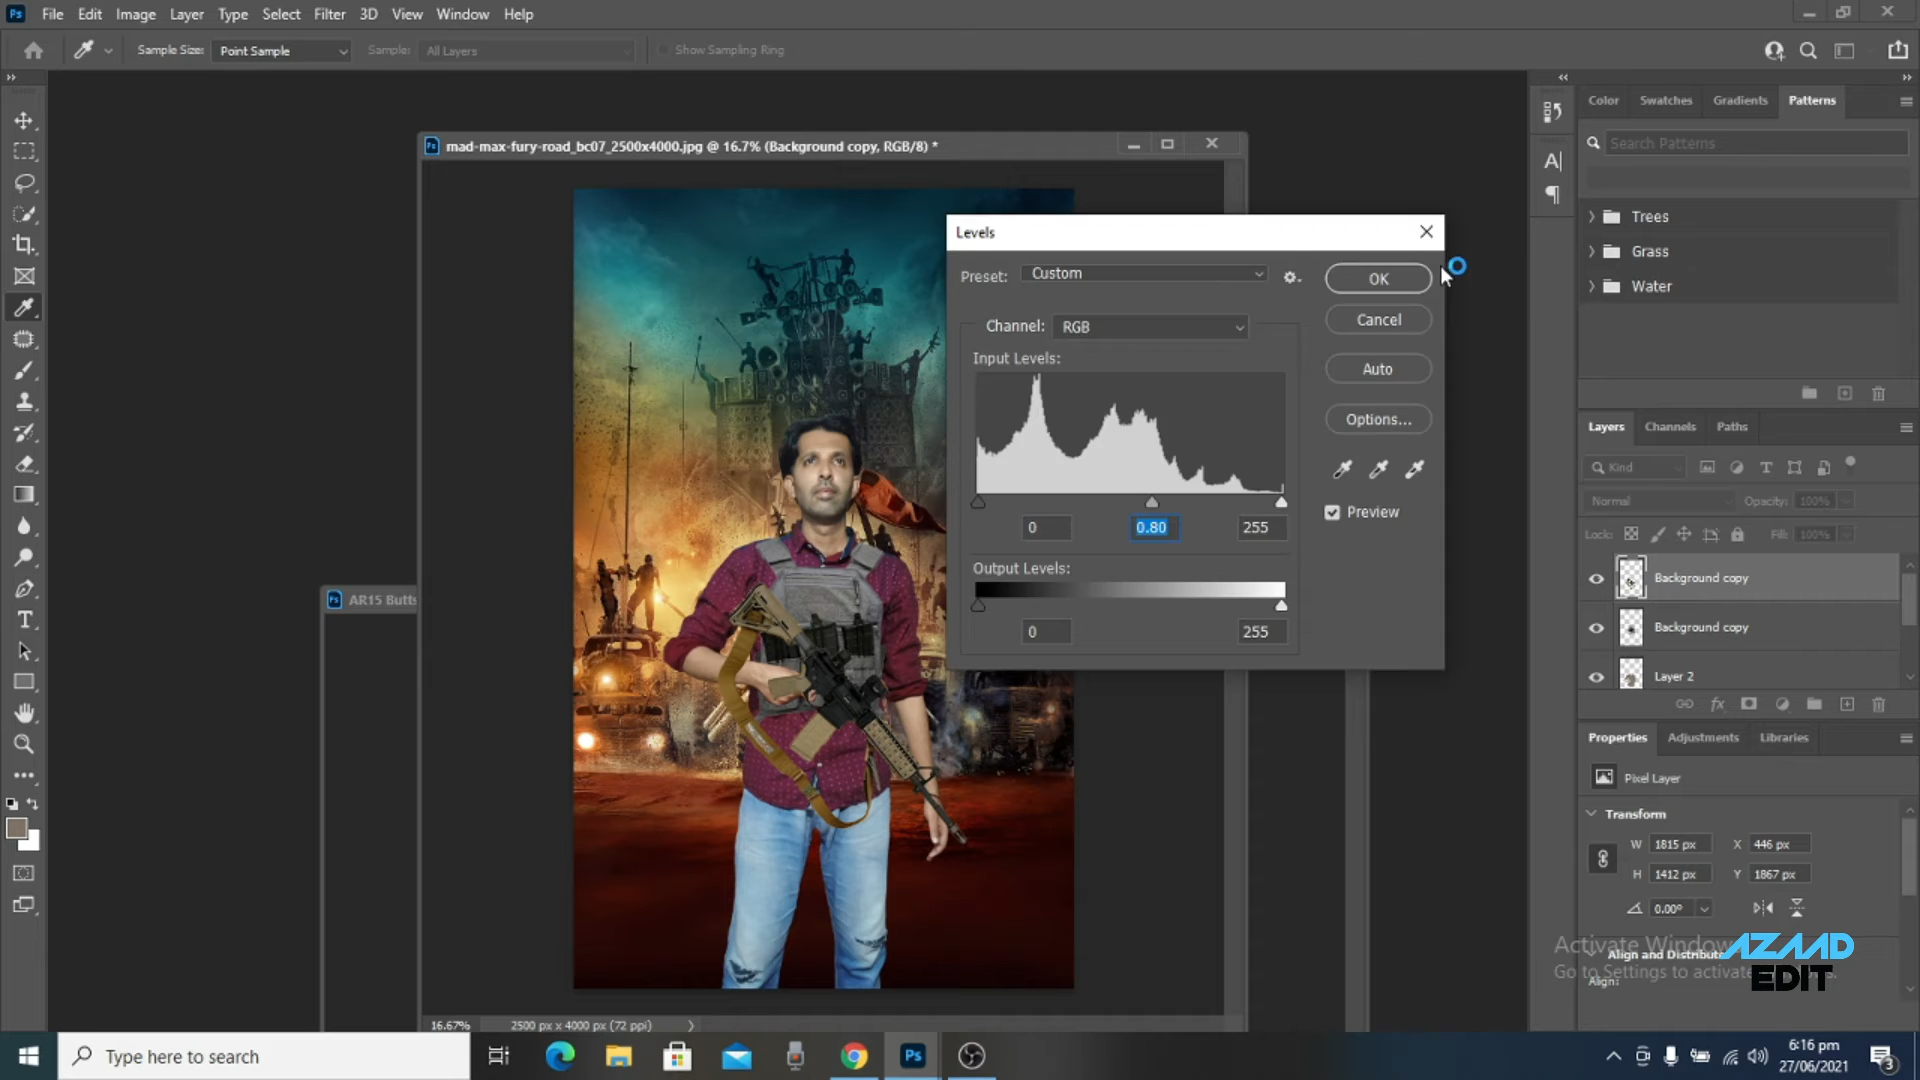 Ps File Edit Image Layer Type Select Filter 3D View Window Help
Sample Size: Point Sample Sample: All Layers Show Sampling Ring
Color Swatches Gradients Patterns
Search Patterns
Trees
Grass
Water
Ps mad-max-fury-road_bc07_2500x4000.jpg @ 16.7% (Background copy, RGB/8) *
Ps AR15 Butts
Levels
Preset: Custom
OK
Channel: RGB
Cancel
Input Levels:
Auto
Options...
Preview
0 0.80 255
Output Levels:
0 255
Layers Channels Paths
Kind
Normal Opacity: 100%
Lock: Fill: 100%
Background copy
Background copy
Layer 2
fx
Properties Adjustments Libraries
Pixel Layer
Transform
W 1815 px X 446 px
H 1412 px Y 1867 px
0.00°
Align and Distribute
Align:
Activate Windows
Go to Settings to activate
AZAAD
EDIT
16.67% 2500 px x 4000 px (72 ppi)
Type here to search
Ps
6:16 pm
27/06/2021
3